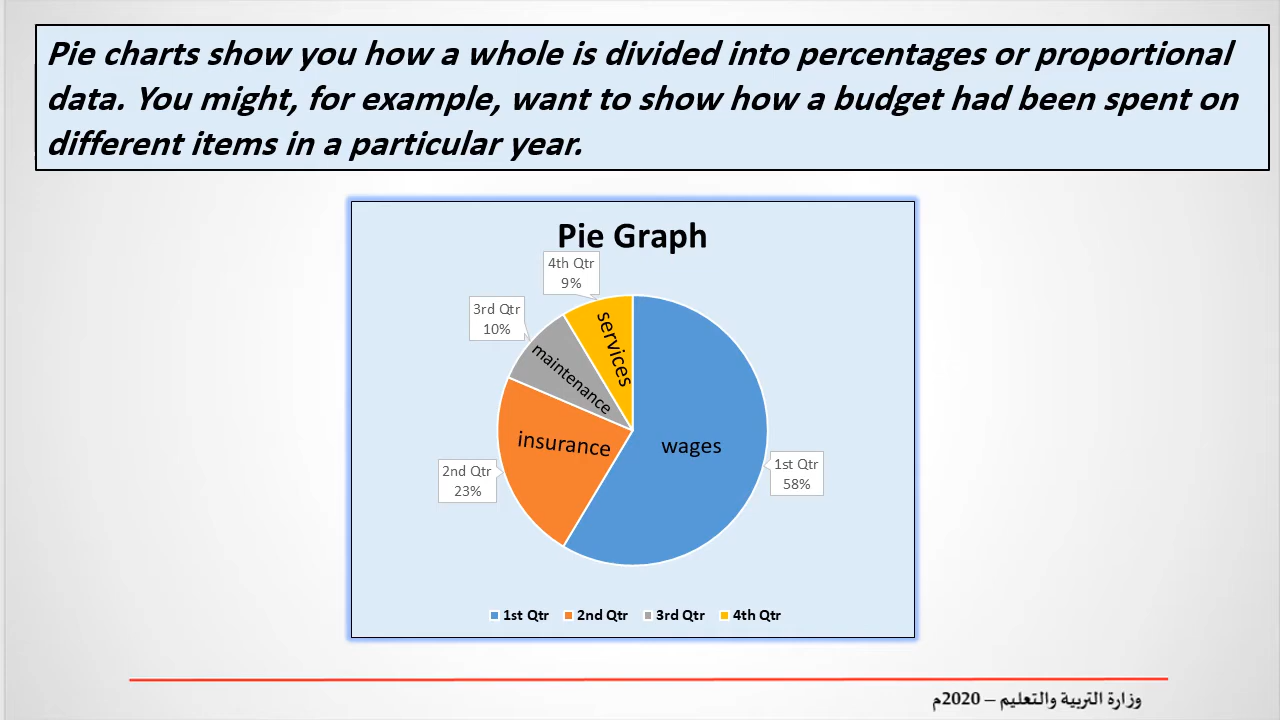 Pie charts show you how a whole is divided into percentages or proportional
data. You might, for example, want to show how a budget had been spent on
different items in a particular year.
Pie Graph
4th Qtr
9%
3rd Qtr
10%
services
maintenance
insurance
wages
2nd Qtr
23%
1st Qtr
58%
1st Qtr 2nd Qtr 3rd Qtr 4th Qtr
وزارة التربية والتعليم – 2020م